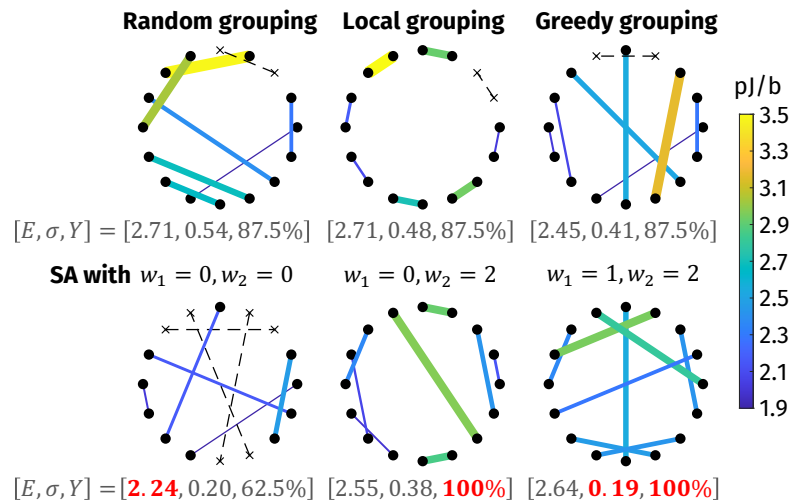 Random grouping Local grouping Greedy grouping
pJ/b
3.5
3.3
3.1
2.9
2.7
2.5
2.3
2.1
1.9
[E, σ, Y] = [2.71, 0.54, 87.5%] [2.71, 0.48, 87.5%] [2.45, 0.41, 87.5%]
SA with w₁ = 0, w₂ = 0 w₁ = 0, w₂ = 2 w₁ = 1, w₂ = 2
[E, σ, Y] =[2.24, 0.20, 62.5%] [2.55, 0.38, 100%] [2.64, 0.19, 100%]